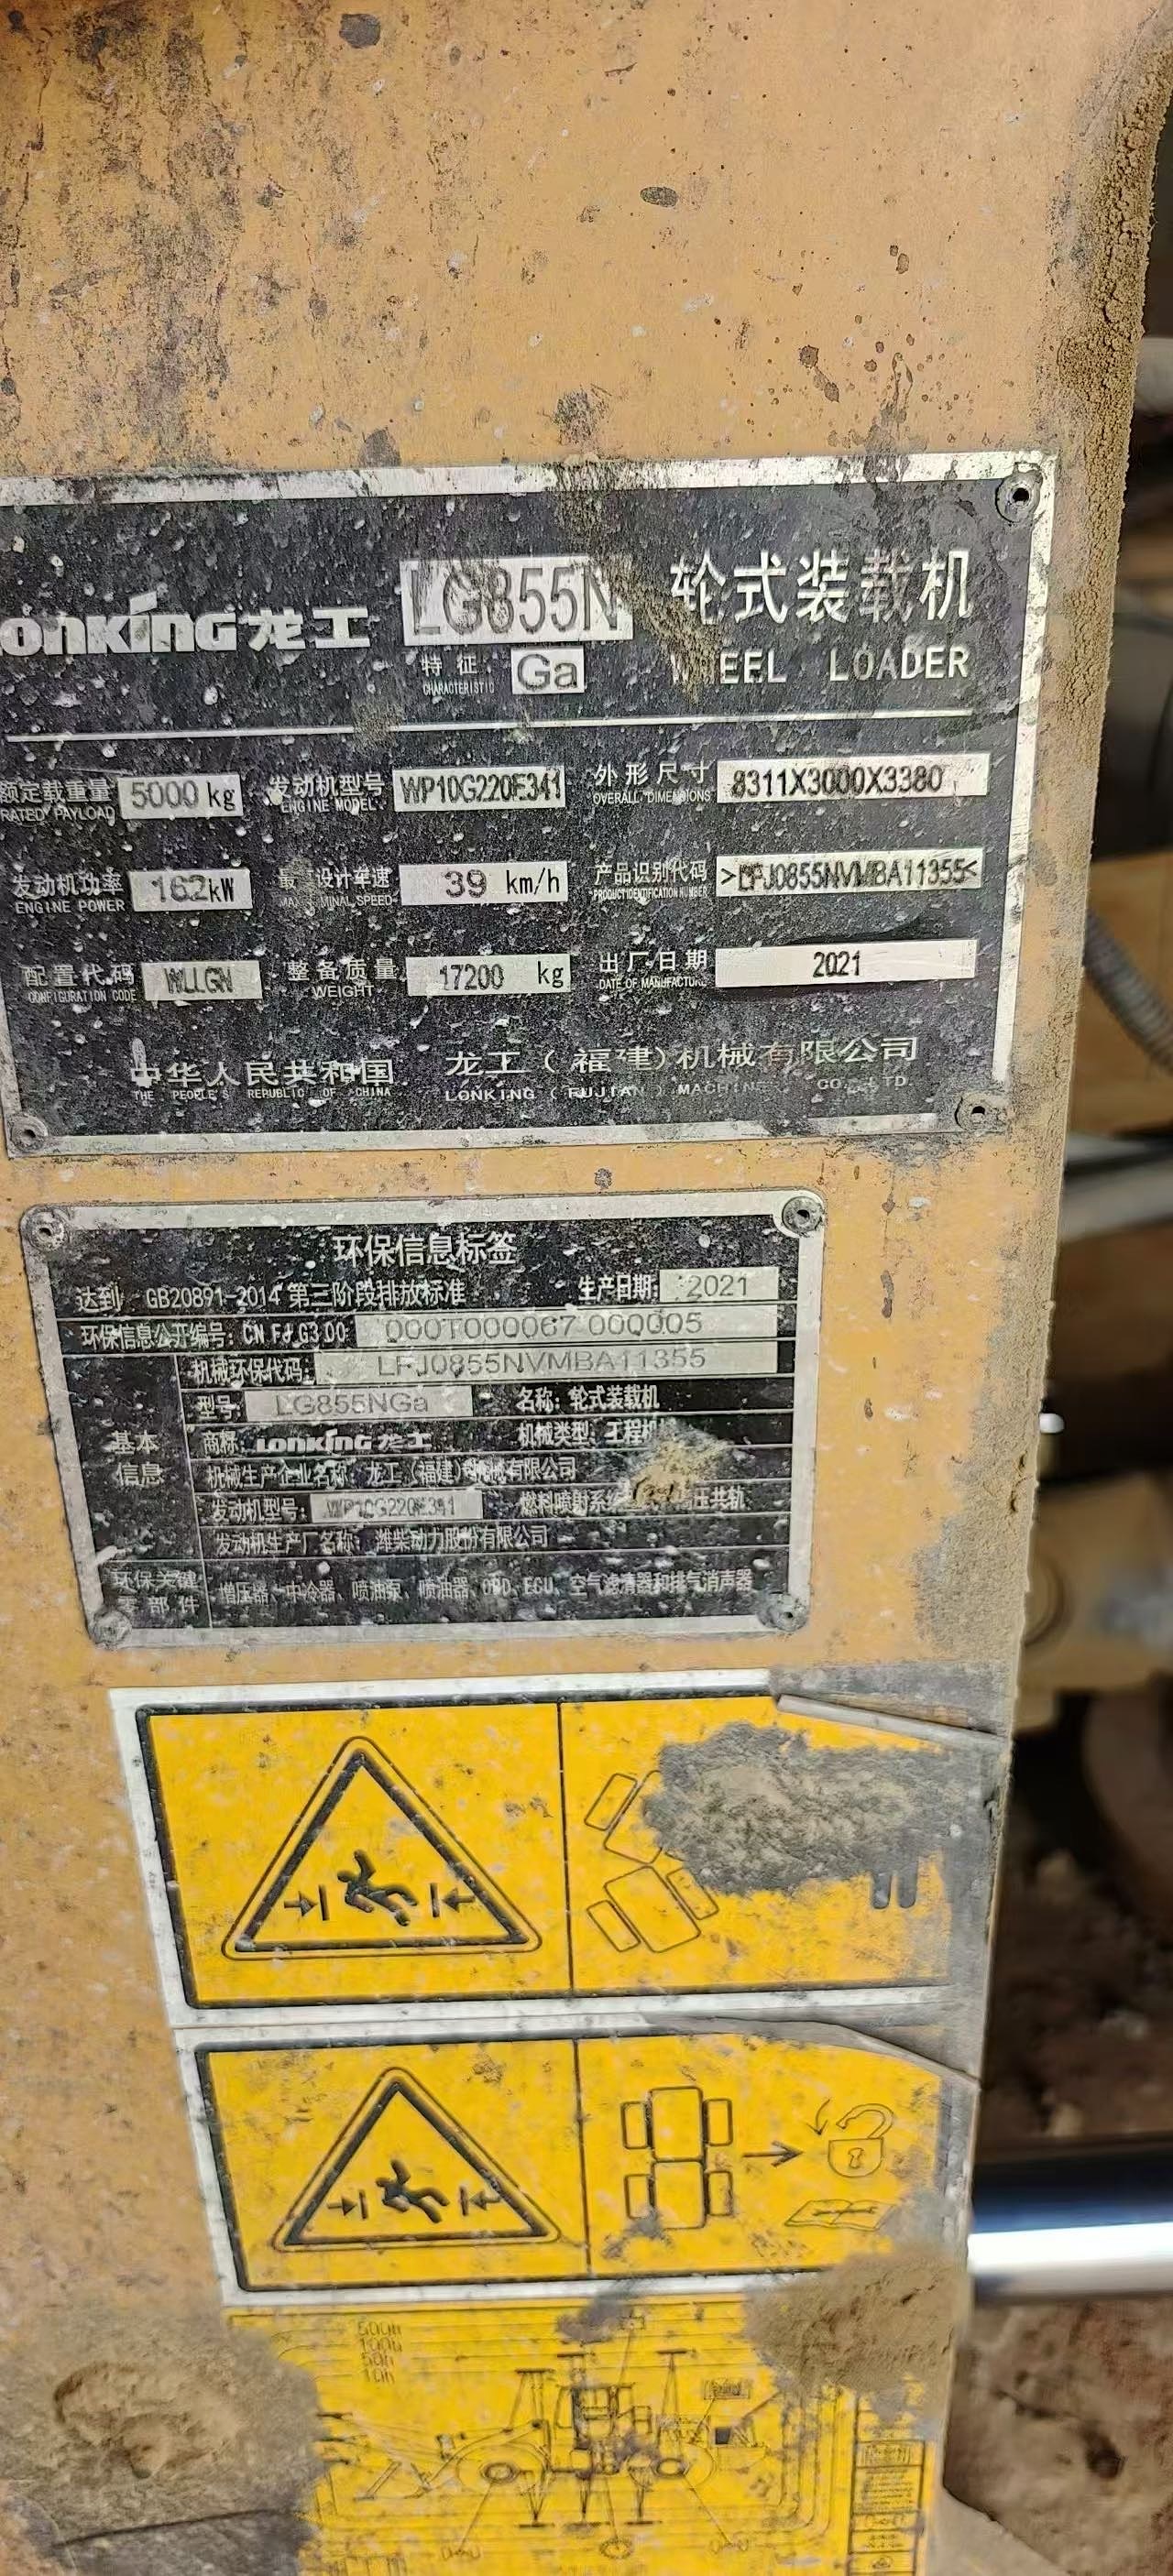 LONKING龙工 LG855N 轮式装载机
特征 Ga WHEEL LOADER
CHARACTERISTIC
额定载重量 5000 kg 发动机型号 WP10G220E341 外形尺寸 8311X3000X3380
RATED PAYLOAD ENGINE MODEL OVERALL DIMENSIONS
发动机功率 162kW 最 设计车速 39 km/h 产品识别代码 >LFJ0855NVMBA11355<
ENGINE POWER SPEED PRODUCT IDENTIFICATION NUMBER
配置代码 WLLGN 整备质量 17200 kg 出厂日期 2021
CONFIGURATION CODE WEIGHT DATE OF MANUFACTURE
中华人民共和国 龙工（福建）机械有限公司
THE PEOPLE'S REPUBLIC OF CHINA LONKING ( FUJIAN ) MACHIN CO., LTD
环保信息标签
达到 GB20891-2014 第三阶段排放标准 生产日期: 2021
环保信息公开编号: CN FJ G3 00 000T000067 000005
机械环保代码: LFJ0855NVMBA11355
型号: LG855NGa 名称: 轮式装载机
基本信息
商标: LONKING 龙工 机械类型: 工程机
机械生产企业名称: 龙工（福建）机械有限公司
发动机型号: WP10G220E341 燃料喷射系统 压共轨
发动机生产厂名称: 潍柴动力股份有限公司
环保关键零部件 增压器、中冷器、喷油泵、喷油器、OBD、ECU、空气滤清器和排气消声器